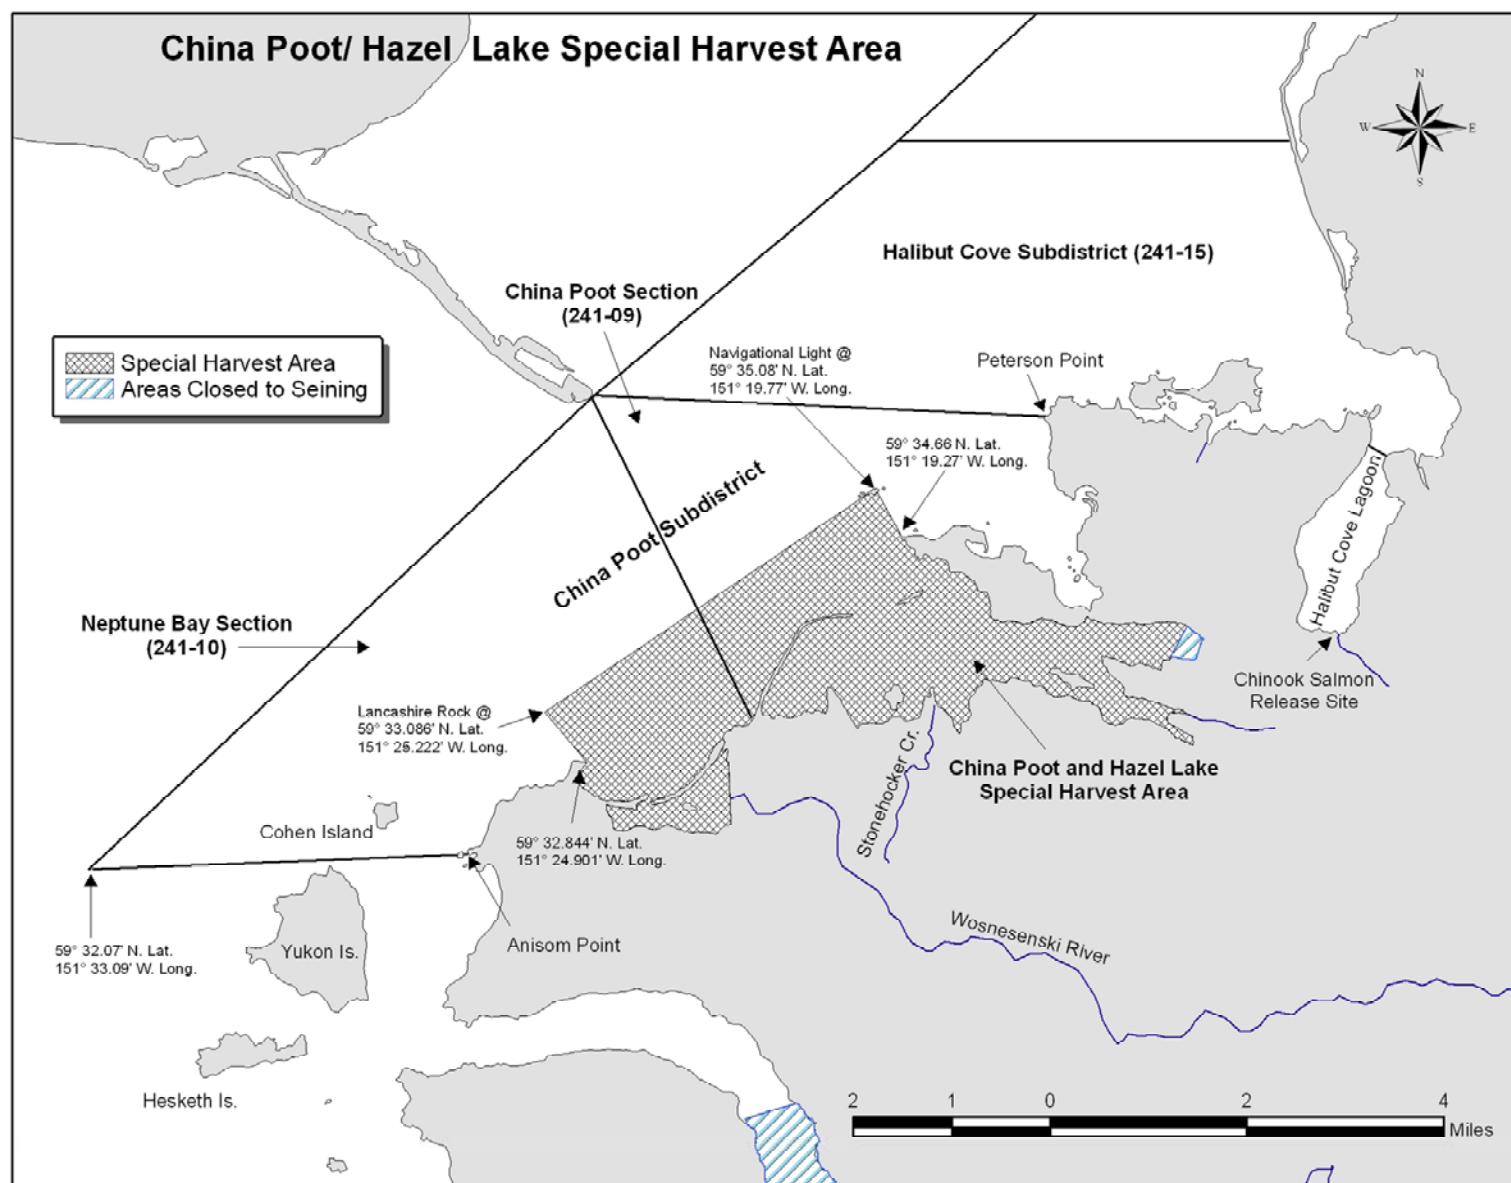 China Poot/ Hazel Lake Special Harvest Area
N
W
E
S
Halibut Cove Subdistrict (241-15)
China Poot Section
(241-09)
Special Harvest Area
Areas Closed to Seining
Navigational Light @
59° 35.08' N. Lat.
151° 19.77' W. Long.
Peterson Point
59° 34.66 N. Lat.
151° 19.27' W. Long.
China Poot Subdistrict
Halibut Cove Lagoon
Neptune Bay Section
(241-10)
Chinook Salmon
Release Site
Lancashire Rock @
59° 33.086' N. Lat.
151° 25.222' W. Long.
Stonehocker Cr.
China Poot and Hazel Lake
Special Harvest Area
Cohen Island
59° 32.844' N. Lat.
151° 24.901' W. Long.
59° 32.07' N. Lat.
151° 33.09' W. Long.
Yukon Is.
Anisom Point
Wosnesenski River
Hesketh Is.
2 1 0 2 4
Miles